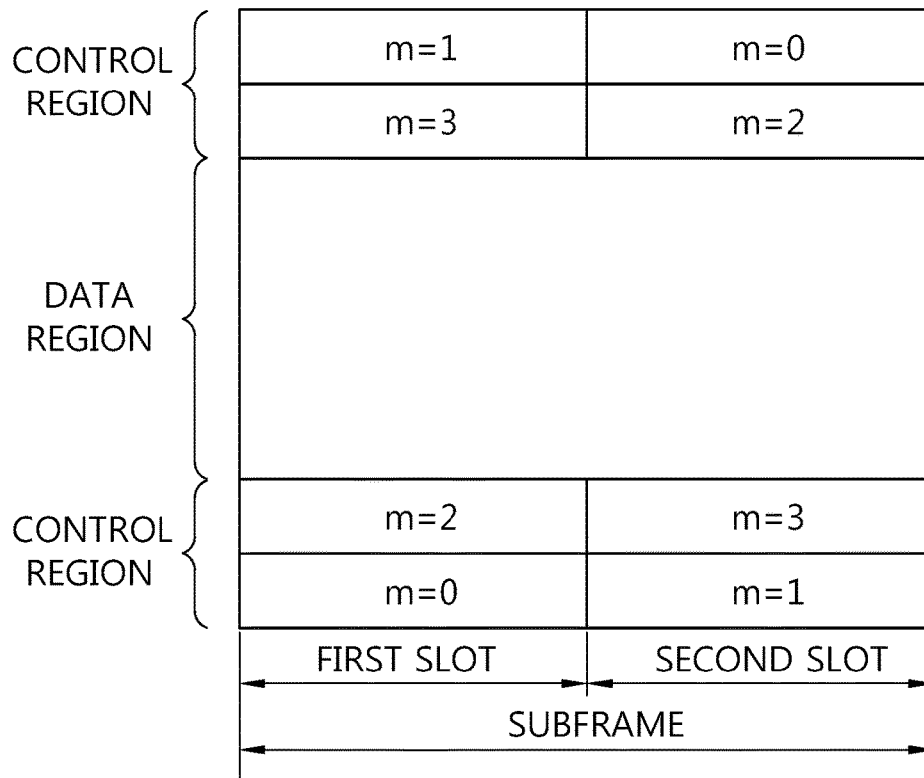 CONTROL
REGION
m=1
m=0
m=3
m=2
DATA
REGION
CONTROL
REGION
m=2
m=3
m=0
m=1
FIRST SLOT
SECOND SLOT
SUBFRAME